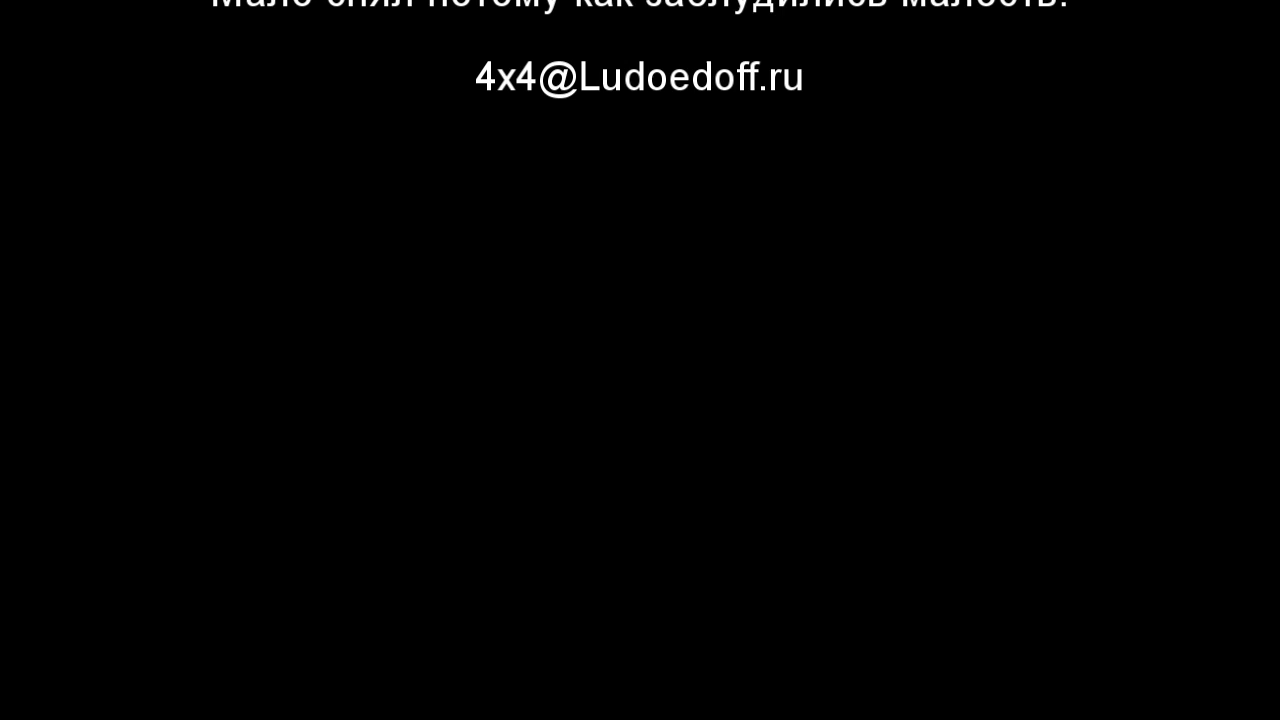 Мало снял потому как заблудились малость.
4x4@Ludoedoff.ru